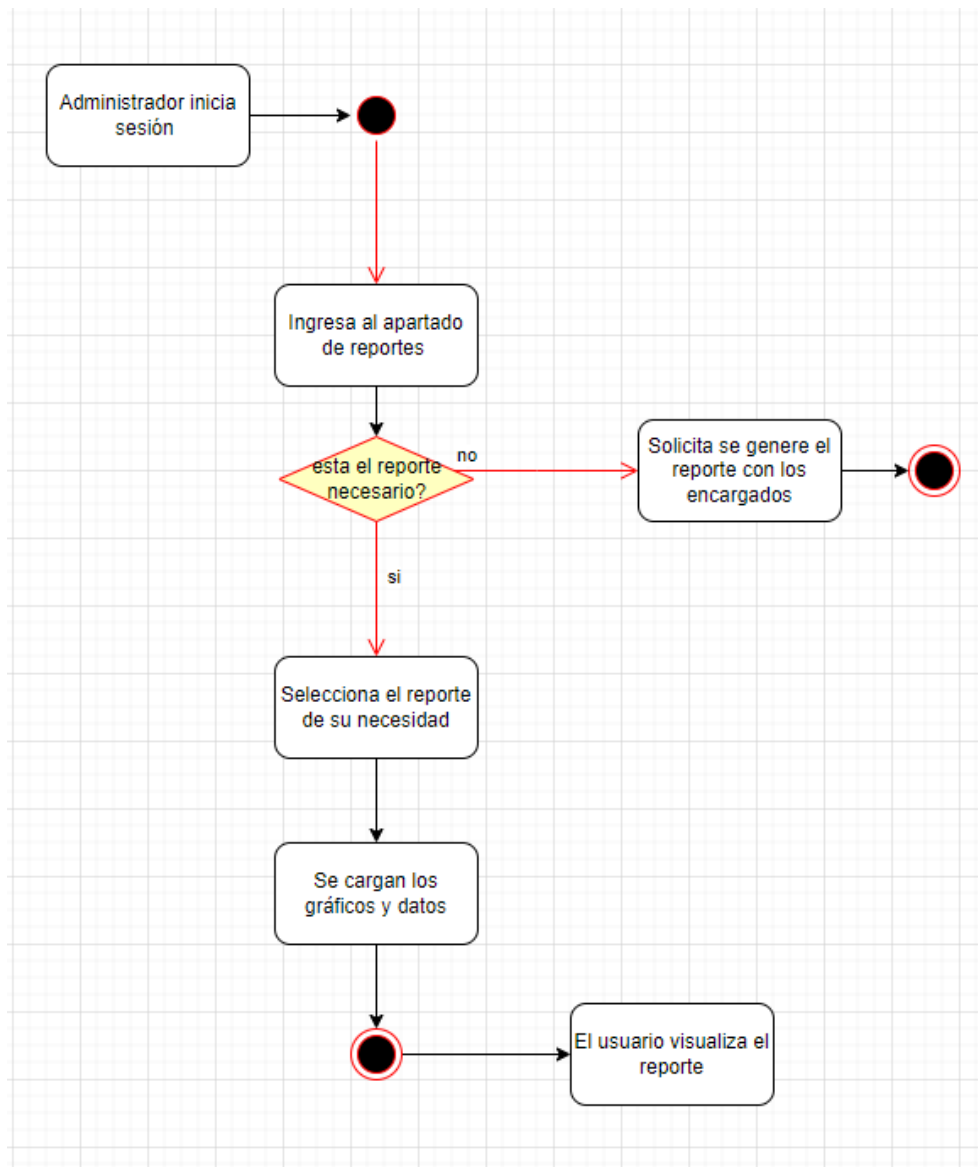 Administrador inicia
sesión
Ingresa al apartado
de reportes
esta el reporte
necesario?
no
Solicita se genere el
reporte con los
encargados
si
Selecciona el reporte
de su necesidad
Se cargan los
gráficos y datos
El usuario visualiza el
reporte